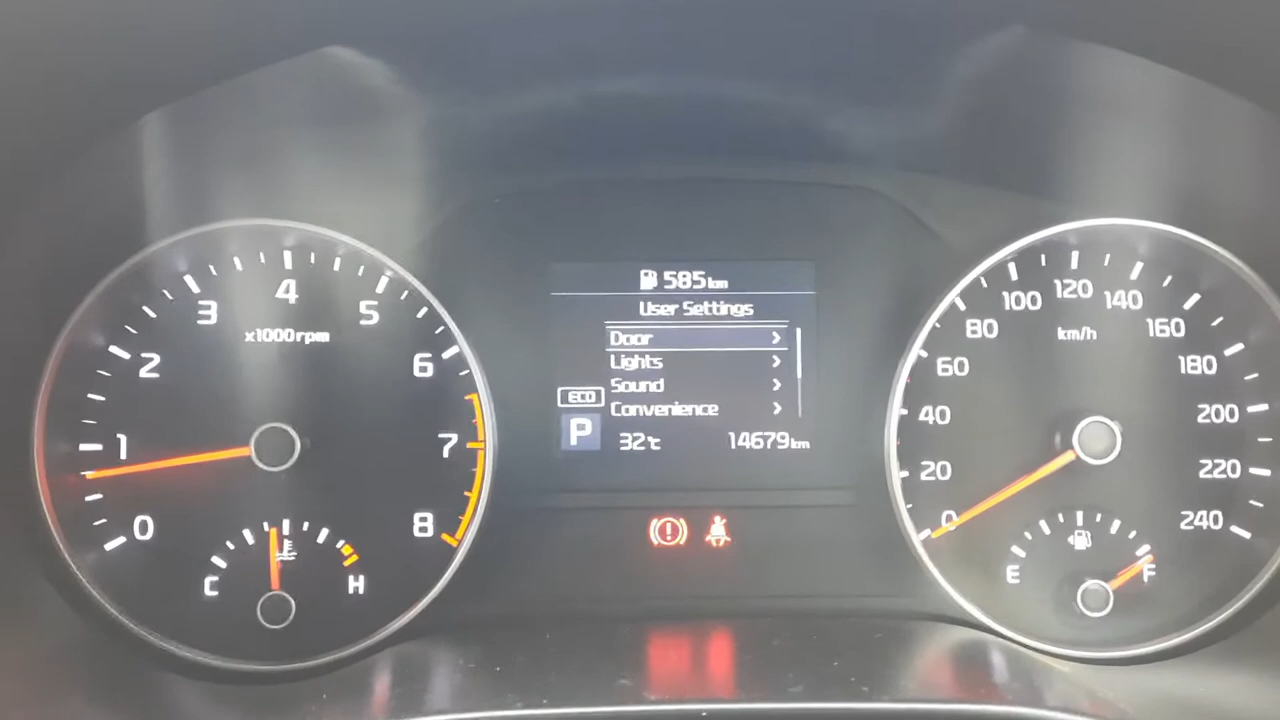 585km
User Settings
Door
Lights
Sound
ECO
Convenience
P
32℃ 14679km
0
1
2
3
4
5
6
7
8
x1000rpm
C
H
0
20
40
60
80
100
120
140
160
180
200
220
240
km/h
E
F